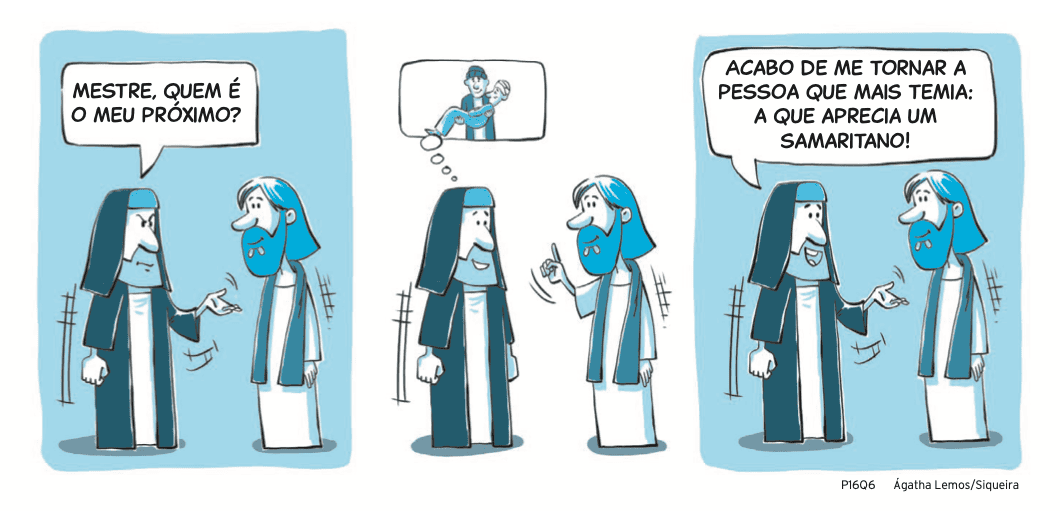 MESTRE, QUEM É
O MEU PRÓXIMO?
ACABO DE ME TORNAR A
PESSOA QUE MAIS TEMIA:
A QUE APRECIA UM
SAMARITANO!
P16Q6 Ágatha Lemos/Siqueira